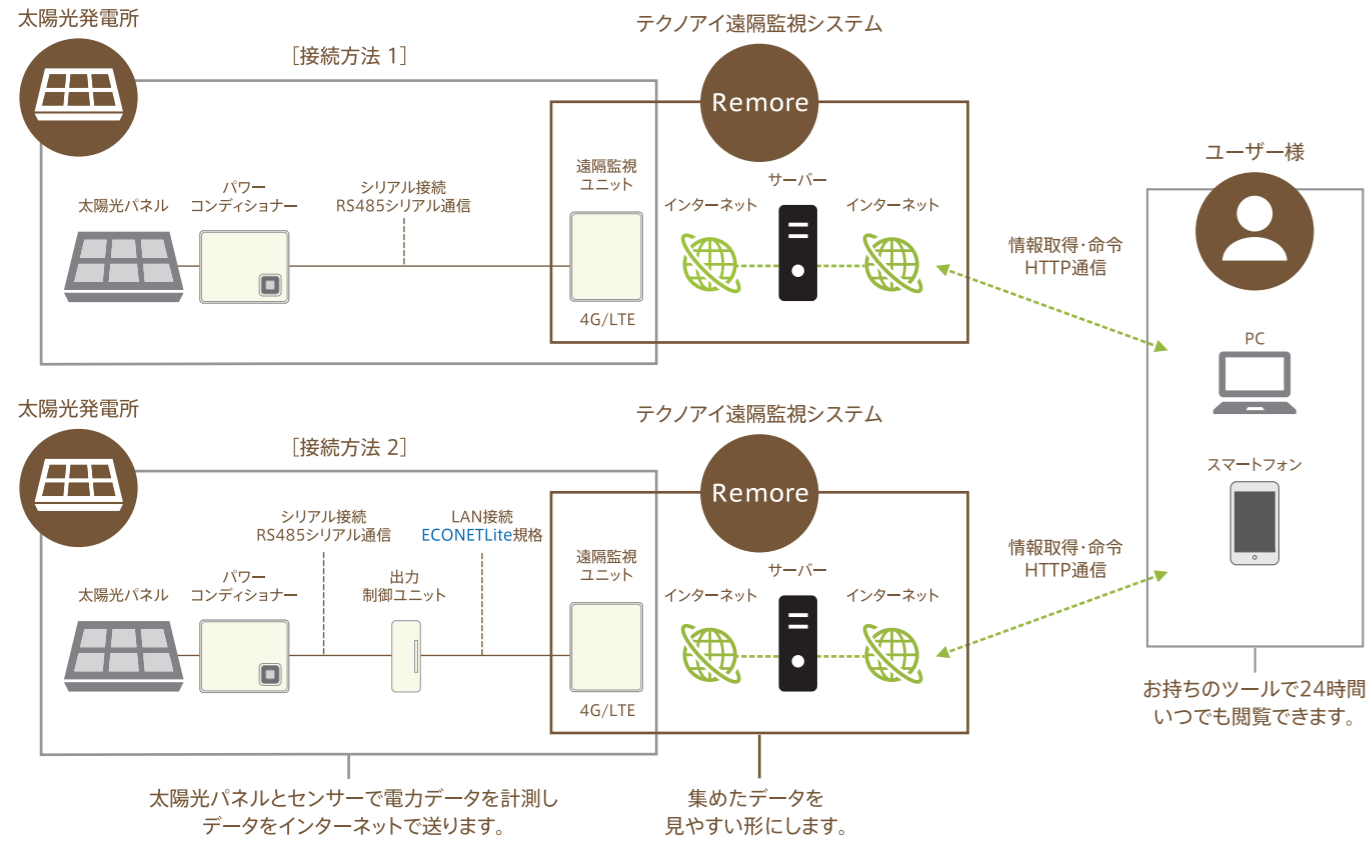 太陽光発電所
テクノアイ遠隔監視システム
[接続方法 1]
Remore
ユーザー様
遠隔監視
ユニット
サーバー
パワー
コンディショナー
シリアル接続
RS485シリアル通信
太陽光パネル
インターネット
インターネット
情報取得・命令
HTTP通信
4G/LTE
PC
太陽光発電所
テクノアイ遠隔監視システム
[接続方法 2]
スマートフォン
Remore
シリアル接続
RS485シリアル通信
LAN接続
ECONETLite規格
遠隔監視
ユニット
情報取得・命令
HTTP通信
サーバー
パワー
コンディショナー
出力
制御ユニット
太陽光パネル
インターネット
インターネット
4G/LTE
お持ちのツールで24時間
いつでも閲覧できます。
太陽光パネルとセンサーで電力データを計測し
データをインターネットで送ります。
集めたデータを
見やすい形にします。